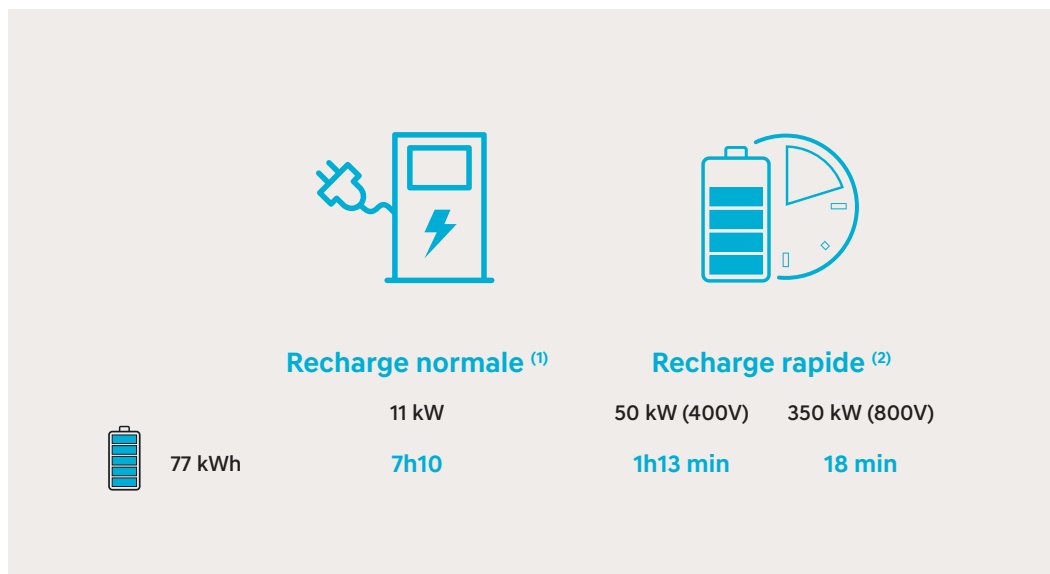 Recharge normale (1)
Recharge rapide (2)
11 kW
50 kW (400V)
350 kW (800V)
77 kWh
7h10
1h13 min
18 min